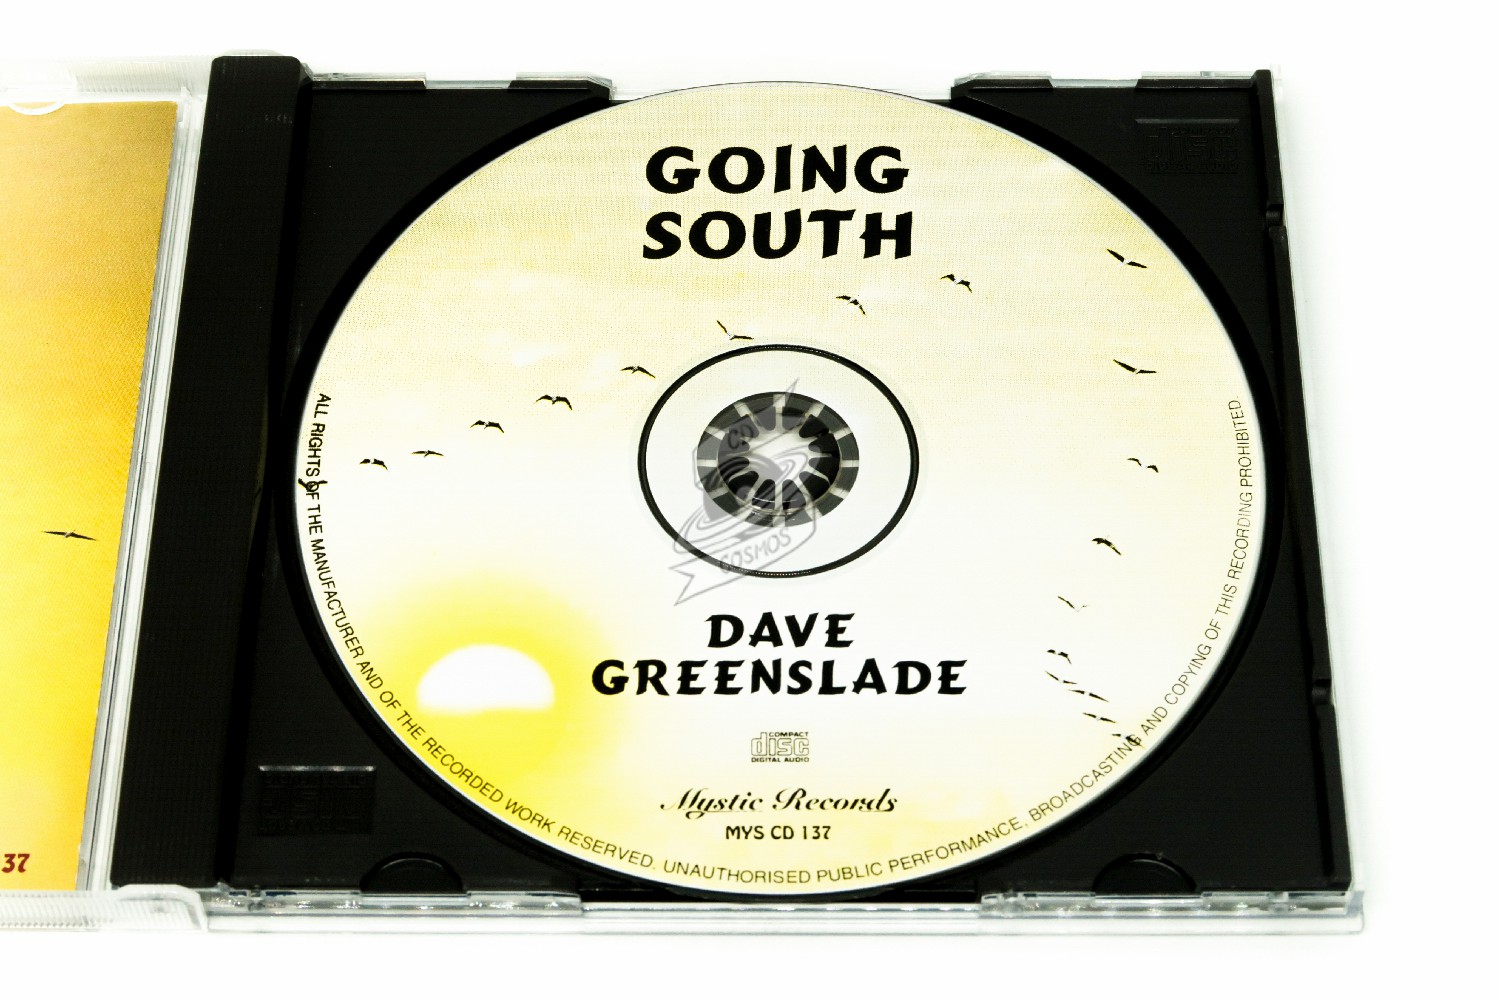 GOING
SOUTH
DAVE
GREENSLADE
COMPACT
disc
DIGITAL AUDIO
Mystic Records
MYS CD 137
ALL RIGHTS OF THE MANUFACTURER AND OF THE RECORDED WORK RESERVED. UNAUTHORISED PUBLIC PERFORMANCE, BROADCASTING AND COPYING OF THIS RECORDING PROHIBITED.
CD
COSMOS
37